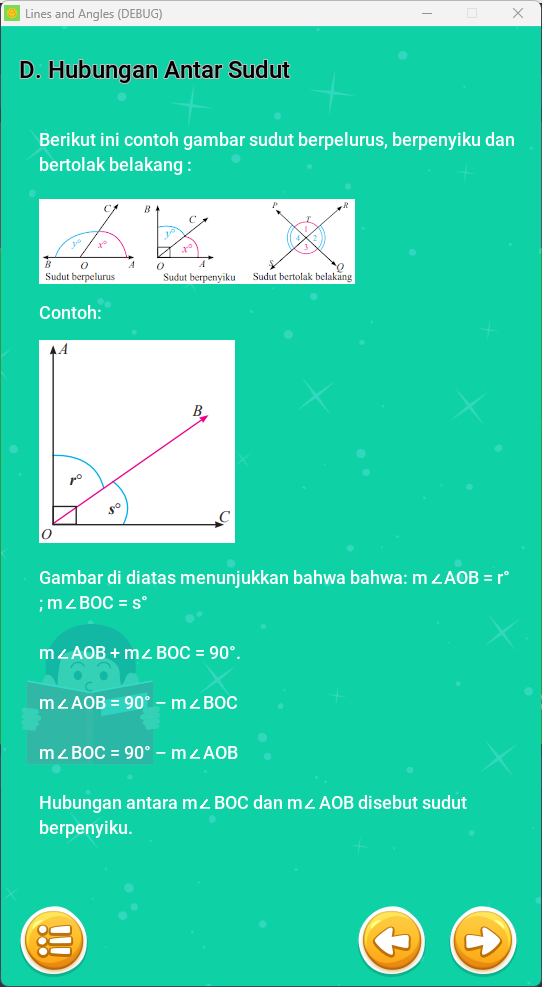 Lines and Angles (DEBUG)
D. Hubungan Antar Sudut
Berikut ini contoh gambar sudut berpelurus, berpenyiku dan
bertolak belakang :
C
y° x°
B O A
Sudut berpelurus
B
C
y°
x°
O A
Sudut berpenyiku
P R
T
1
4 2
3
S Q
Sudut bertolak belakang
Contoh:
A
B
r°
s°
C
O
Gambar di diatas menunjukkan bahwa bahwa: m∠AOB = r°
; m∠BOC = s°
m∠AOB + m∠ BOC = 90°.
m∠AOB = 90° – m∠BOC
m∠BOC = 90° – m∠AOB
Hubungan antara m∠ BOC dan m∠ AOB disebut sudut
berpenyiku.